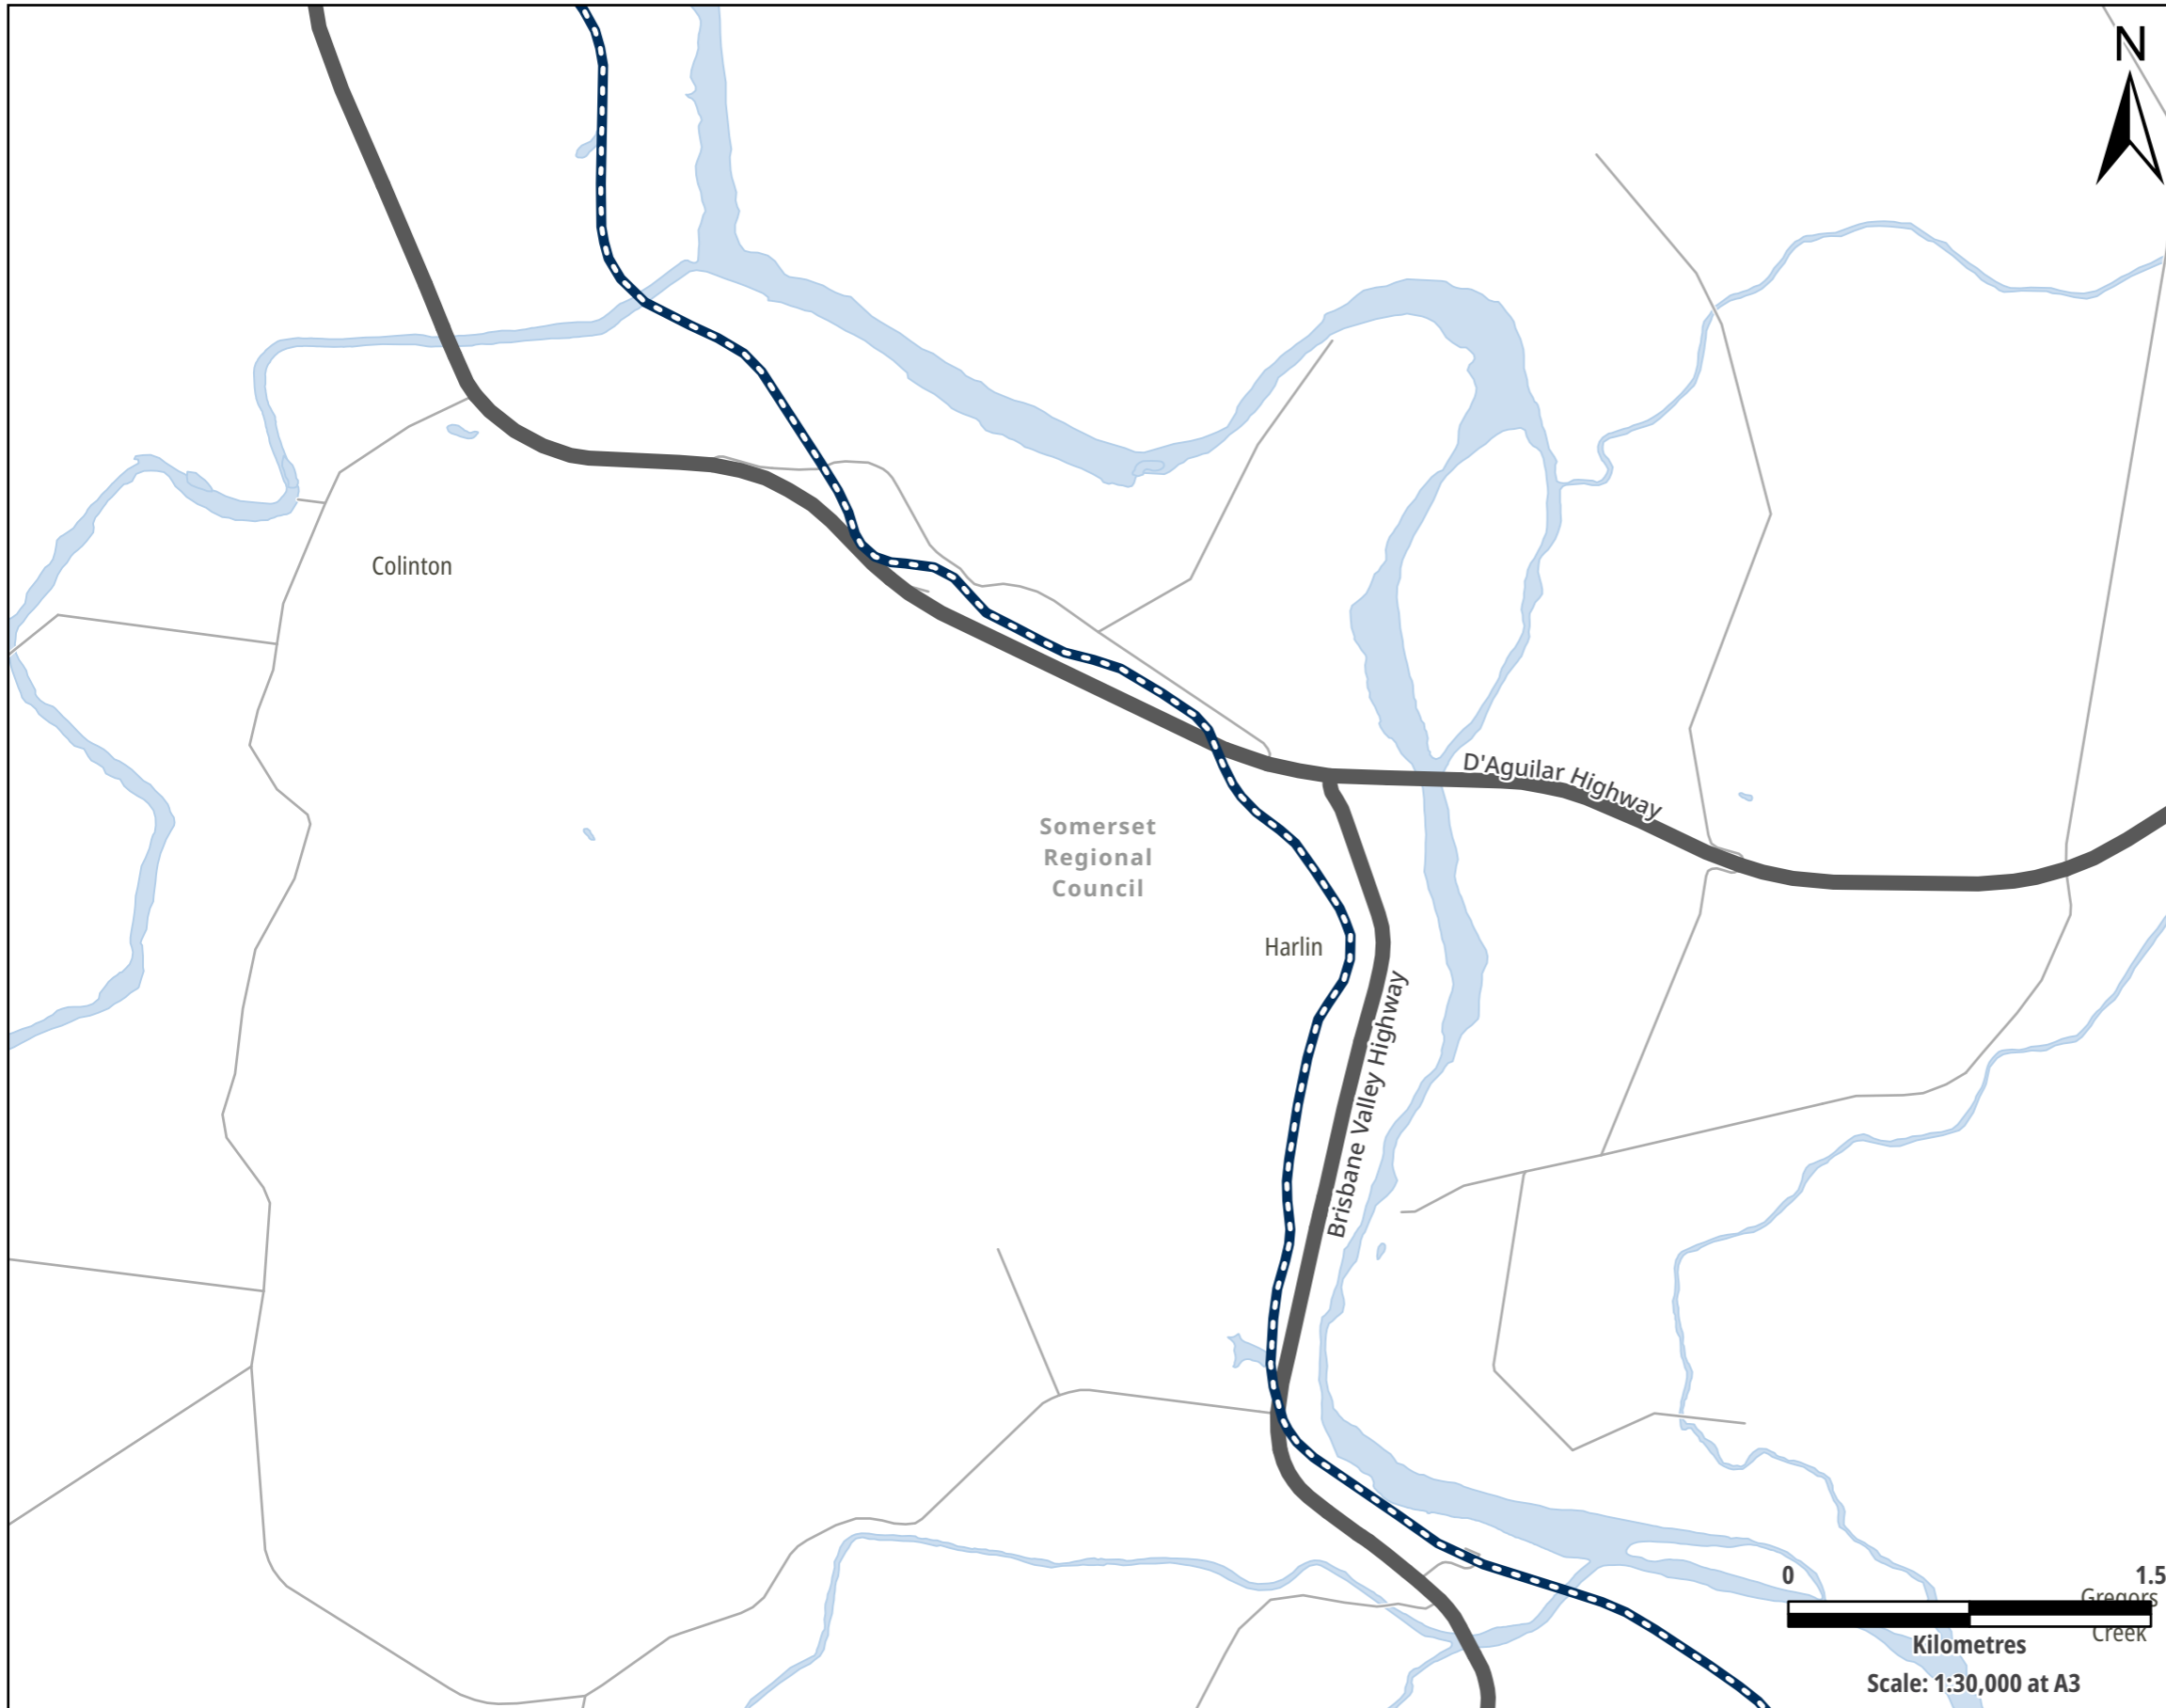 N
Colinton
D'Aguilar Highway
Somerset
Regional
Council
Harlin
Brisbane Valley Highway
0
1.5
Gregors
Creek
Kilometres
Scale: 1:30,000 at A3